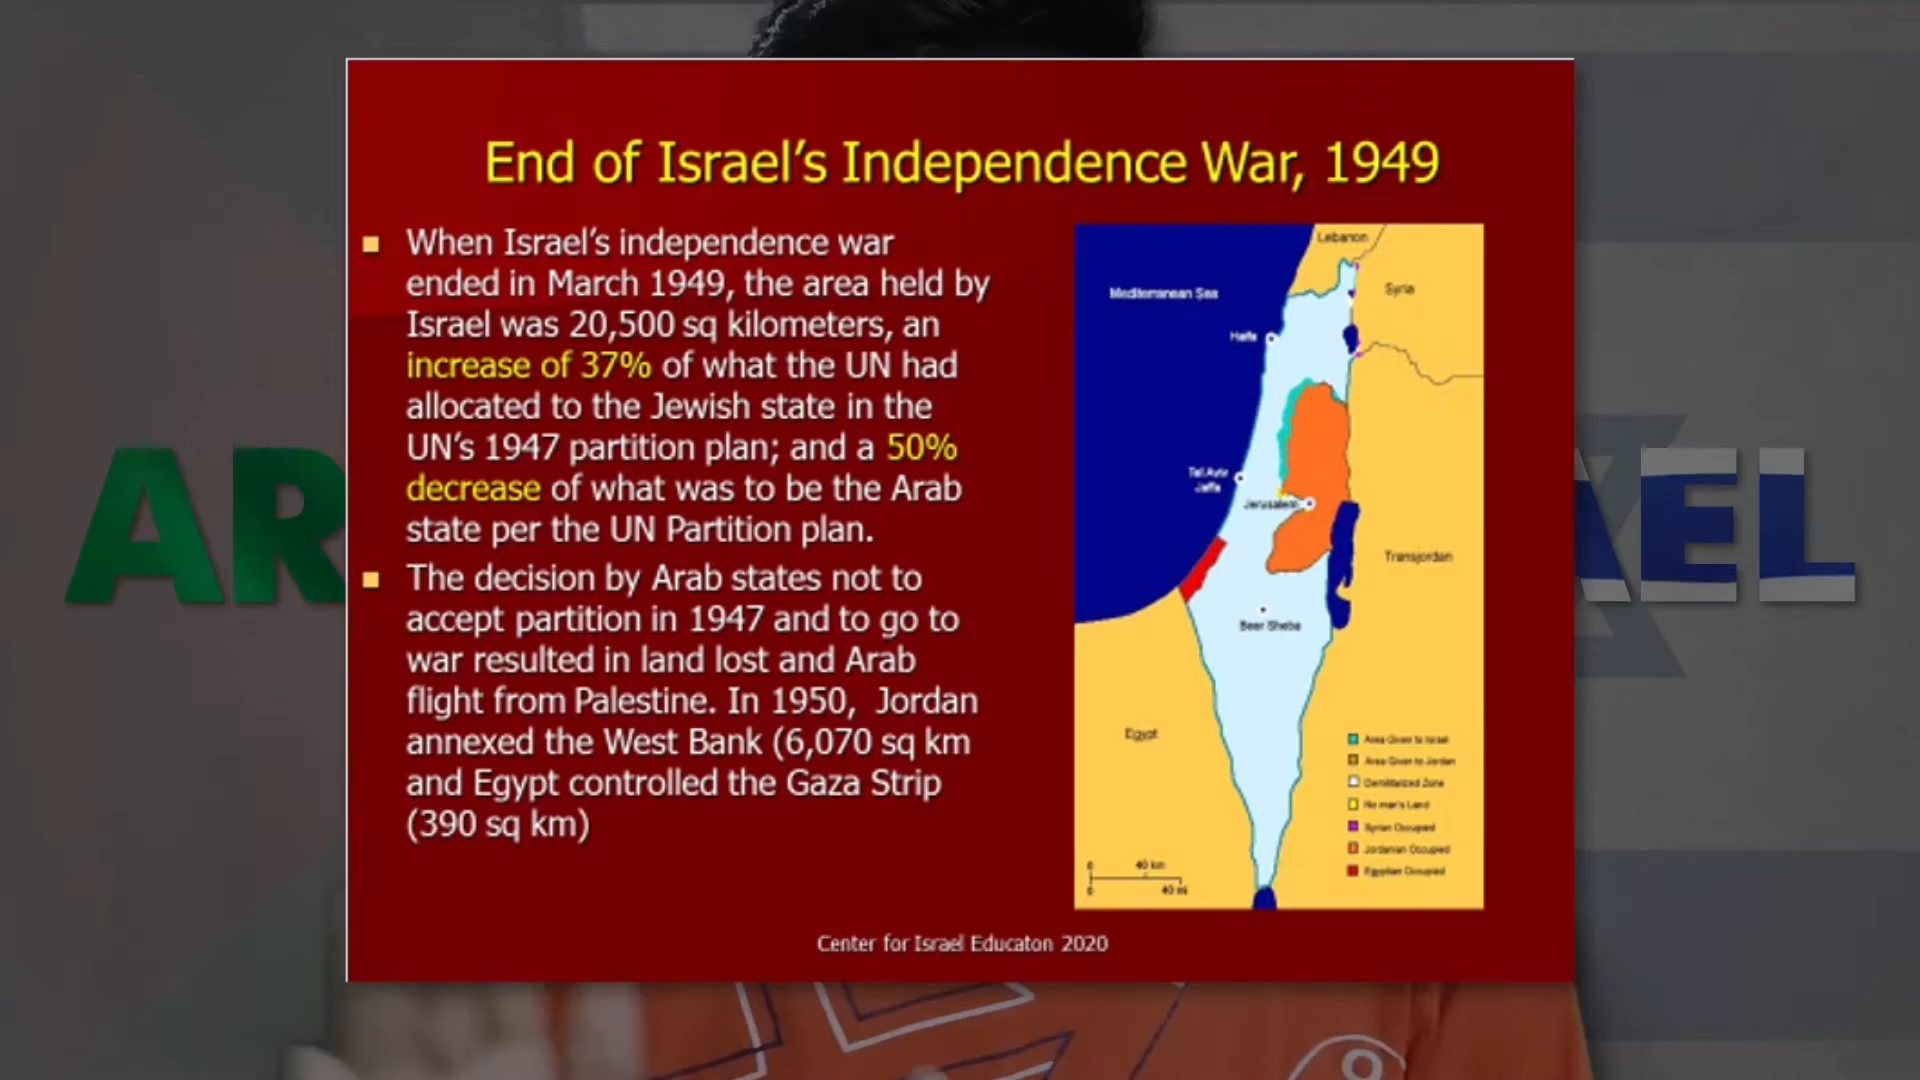 End of Israel's Independence War, 1949
When Israel's independence war
ended in March 1949, the area held by
Israel was 20,500 sq kilometers, an
increase of 37% of what the UN had
allocated to the Jewish state in the
UN's 1947 partition plan; and a 50%
decrease of what was to be the Arab
state per the UN Partition plan.
The decision by Arab states not to
accept partition in 1947 and to go to
war resulted in land lost and Arab
flight from Palestine. In 1950, Jordan
annexed the West Bank (6,070 sq km
and Egypt controlled the Gaza Strip
(390 sq km)
Lebanon
Mediterranean Sea
Syria
Haifa
Tel Aviv
Jaffa
Jerusalem
Transjordan
Beer Sheba
Egypt
Area Given to Israel
Area Given to Jordan
Demilitarized Zone
No man's Land
Syrian Occupied
Jordanian Occupied
Egyptian Occupied
0 40 km
0 40 mi
Center for Israel Educaton 2020
AR
AEL